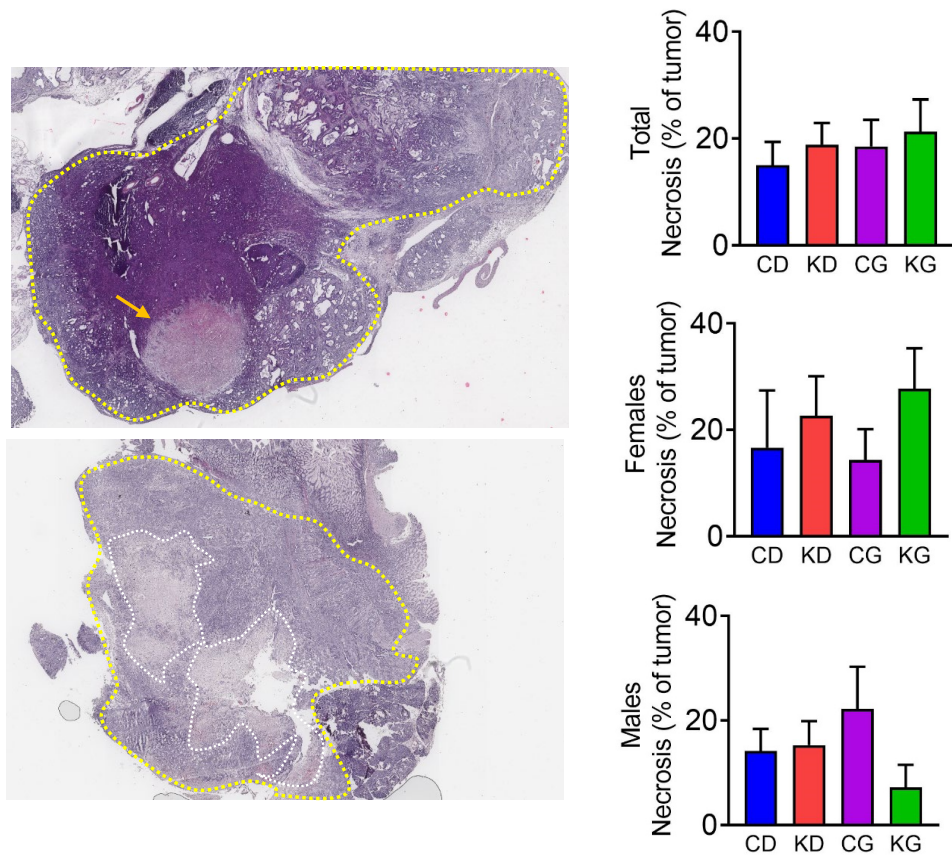 Total
Necrosis (% of tumor)
40
20
0
CD KD CG KG
Females
Necrosis (% of tumor)
40
20
0
CD KD CG KG
Males
Necrosis (% of tumor)
40
20
0
CD KD CG KG